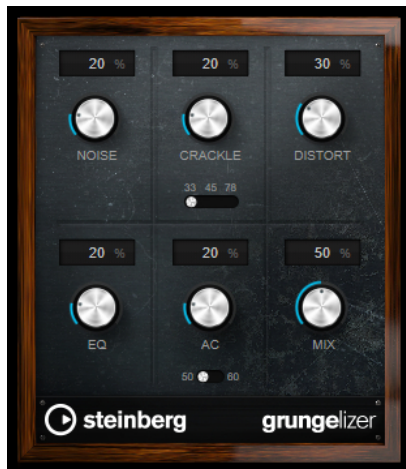 20 % 20 % 30 %
NOISE CRACKLE DISTORT
33 45 78
20 % 20 % 50 %
EQ AC MIX
50 60
steinberg grungelizer